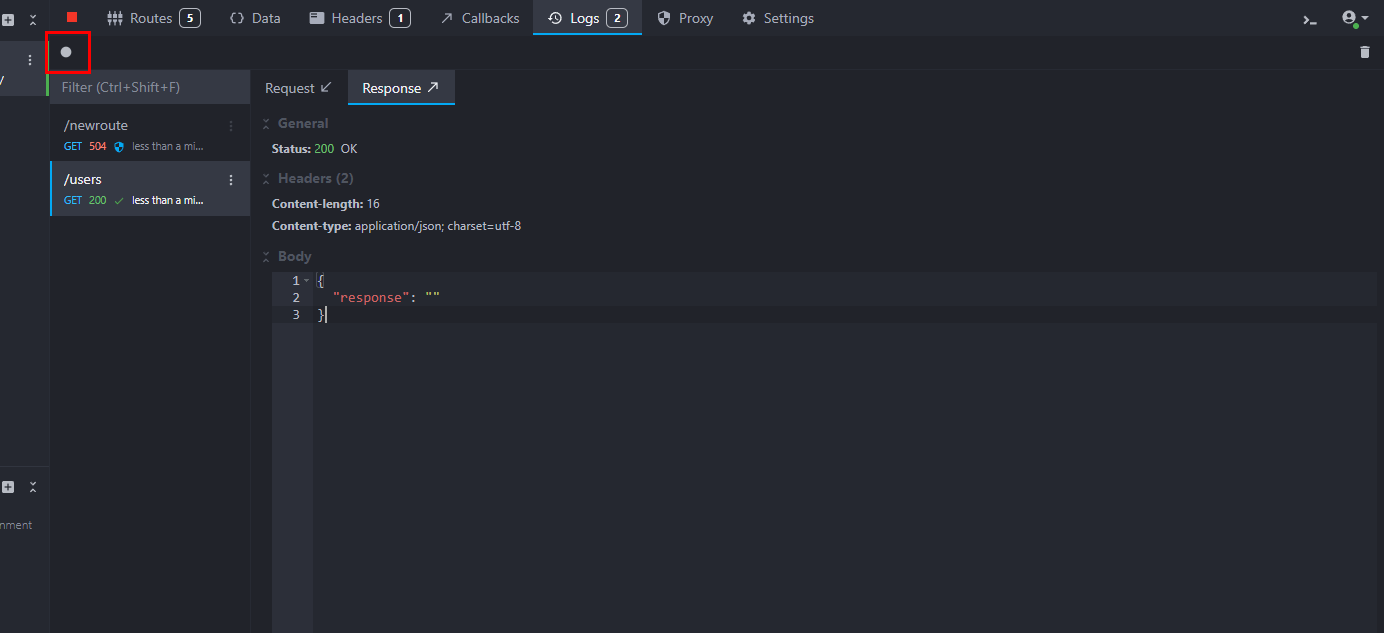 Routes 5 Data Headers 1 Callbacks Logs 2 Proxy Settings
Filter (Ctrl+Shift+F)
Request Response
/newroute
GET 504 less than a mi...
/users
GET 200 less than a mi...
General
Status: 200 OK
Headers (2)
Content-length: 16
Content-type: application/json; charset=utf-8
Body
1 {
2 "response": ""
3 }
/
nment